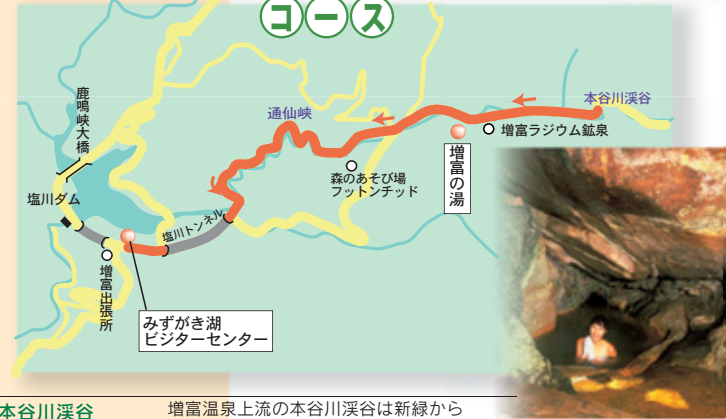 コース
鹿鳴峡大橋
塩川ダム
増富出張所
塩川トンネル
みずがき湖
ビジターセンター
通仙峡
森のあそび場
フットンチッド
増富の湯
増富ラジウム鉱泉
本谷川渓谷
本谷川渓谷
増富温泉上流の本谷川渓谷は新緑から